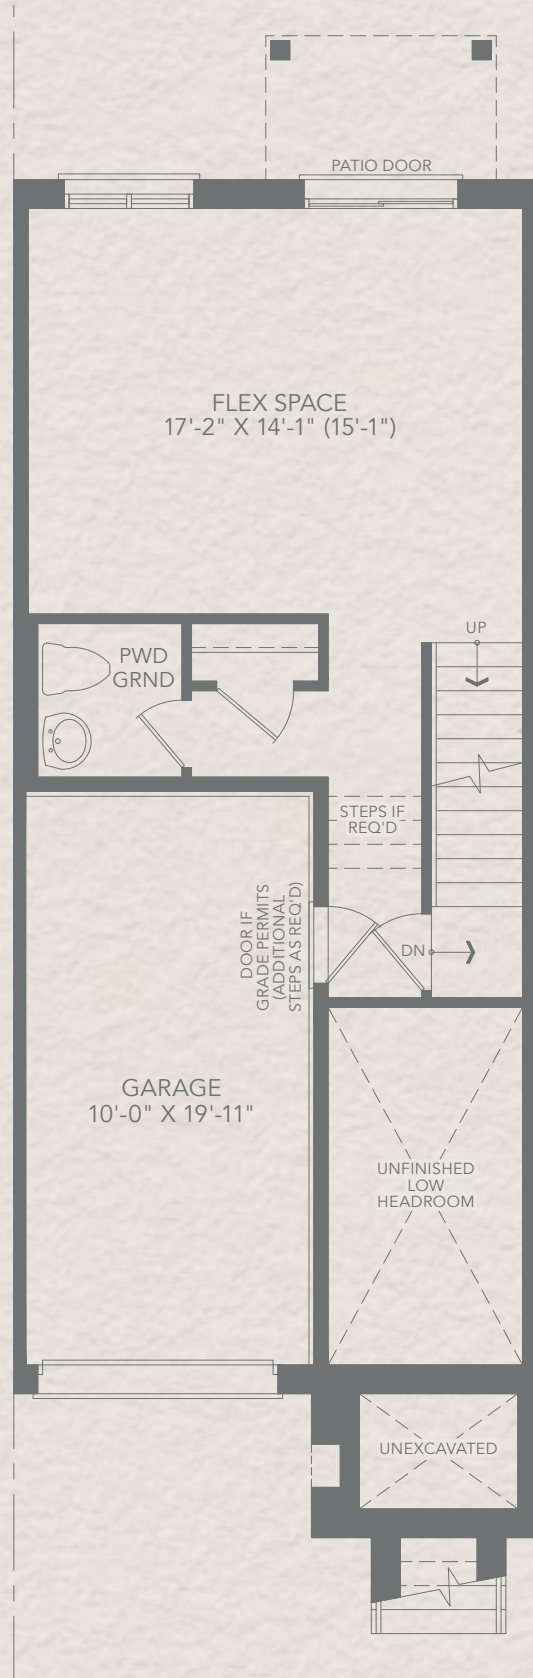 PATIO DOOR
FLEX SPACE
17'-2" X 14'-1" (15'-1")
PWD
GRND
UP
STEPS IF
REQ'D
DOOR IF
GRADE PERMITS
(ADDITIONAL
STEPS AS REQ'D)
DN
GARAGE
10'-0" X 19'-11"
UNFINISHED
LOW
HEADROOM
UNEXCAVATED